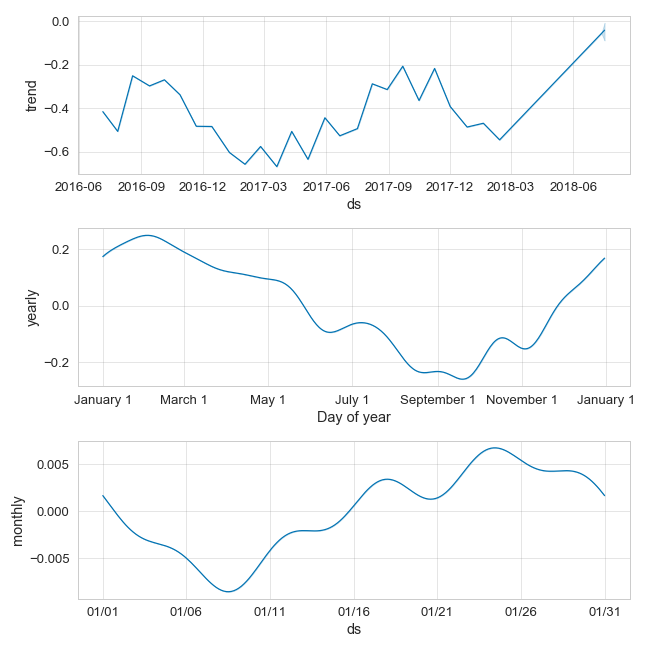 0.0
−0.2
−0.4
−0.6
trend
2016-06 2016-09 2016-12 2017-03 2017-06 2017-09 2017-12 2018-03 2018-06
ds
0.2
0.0
−0.2
yearly
January 1 March 1 May 1 July 1 September 1 November 1 January 1
Day of year
0.005
0.000
−0.005
monthly
01/01 01/06 01/11 01/16 01/21 01/26 01/31
ds